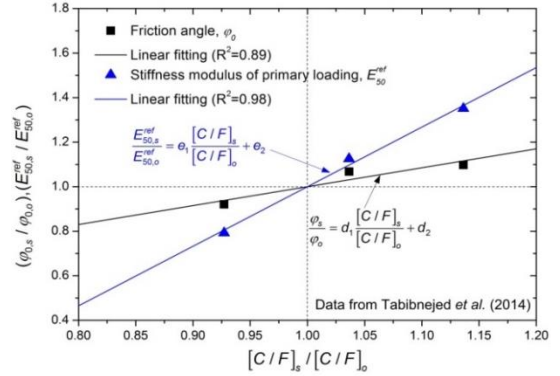 1.8
1.6
1.4
1.2
1.0
0.8
0.6
0.4
(φ0,s / φ0,o),(E50,s^ref / E50,o^ref)
Friction angle, φ0
Linear fitting (R²=0.89)
Stiffness modulus of primary loading, E50^ref
Linear fitting (R²=0.98)
E50,s^ref / E50,o^ref = e1 [C / F]s / [C / F]o + e2
φs / φo = d1 [C / F]s / [C / F]o + d2
Data from Tabibnejed et al. (2014)
0.80 0.85 0.90 0.95 1.00 1.05 1.10 1.15 1.20
[C / F]s / [C / F]o